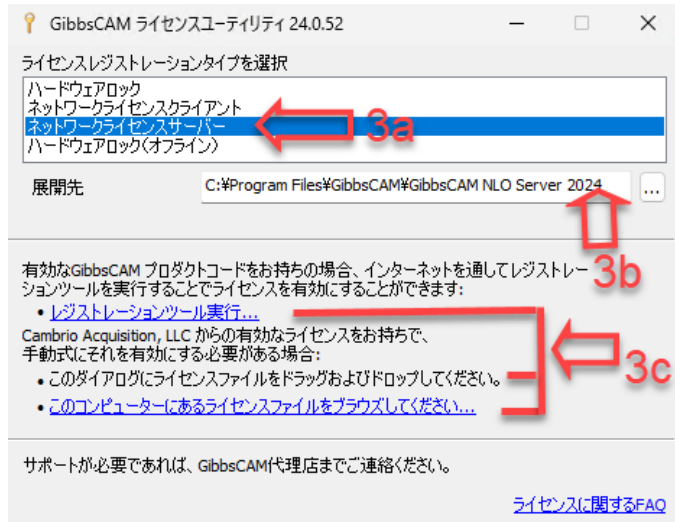 GibbsCAM ライセンスユーティリティ 24.0.52
ライセンスレジストレーションタイプを選択
ハードウェアロック
ネットワークライセンスクライアント
ネットワークライセンスサーバー
3a
ハードウェアロック(オフライン)
展開先
C:¥Program Files¥GibbsCAM¥GibbsCAM NLO Server 2024
...
3b
有効なGibbsCAM プロダクトコードをお持ちの場合、インターネットを通してレジストレー
ションツールを実行することでライセンスを有効にすることができます:
• レジストレーションツール実行...
Cambrio Acquisition, LLC からの有効なライセンスをお持ちで、
手動式にそれを有効にする必要がある場合:
3c
• このダイアログにライセンスファイルをドラッグおよびドロップしてください。
• このコンピューターにあるライセンスファイルをブラウズしてください...
サポートが必要であれば、GibbsCAM代理店までご連絡ください。
ライセンスに関するFAQ